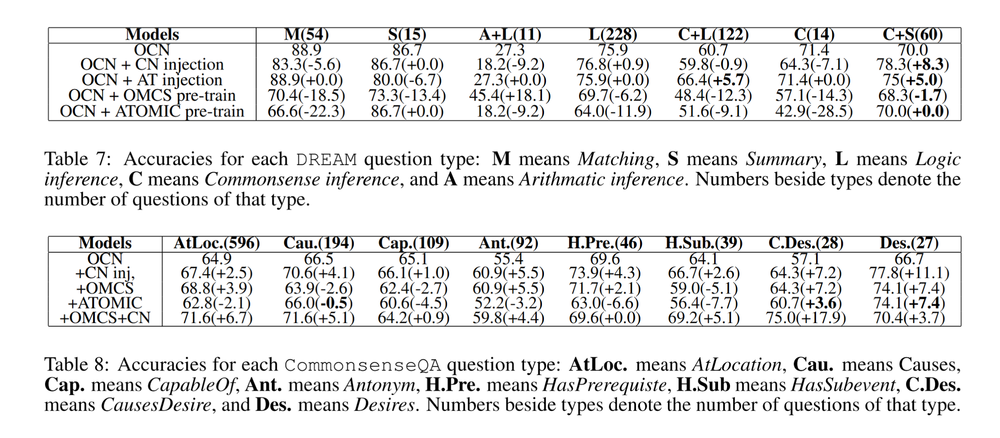 Models M(54) S(15) A+L(11) L(228) C+L(122) C(14) C+S(60)
OCN 88.9 86.7 27.3 75.9 60.7 71.4 70.0
OCN + CN injection 83.3(-5.6) 86.7(+0.0) 18.2(-9.2) 76.8(+0.9) 59.8(-0.9) 64.3(-7.1) 78.3(+8.3)
OCN + AT injection 88.9(+0.0) 80.0(-6.7) 27.3(+0.0) 75.9(+0.0) 66.4(+5.7) 71.4(+0.0) 75(+5.0)
OCN + OMCS pre-train 70.4(-18.5) 73.3(-13.4) 45.4(+18.1) 69.7(-6.2) 48.4(-12.3) 57.1(-14.3) 68.3(-1.7)
OCN + ATOMIC pre-train 66.6(-22.3) 86.7(+0.0) 18.2(-9.2) 64.0(-11.9) 51.6(-9.1) 42.9(-28.5) 70.0(+0.0)
Table 7: Accuracies for each DREAM question type: M means Matching, S means Summary, L means Logic
inference, C means Commonsense inference, and A means Arithmatic inference. Numbers beside types denote the
number of questions of that type.
Models AtLoc.(596) Cau.(194) Cap.(109) Ant.(92) H.Pre.(46) H.Sub.(39) C.Des.(28) Des.(27)
OCN 64.9 66.5 65.1 55.4 69.6 64.1 57.1 66.7
+CN inj, 67.4(+2.5) 70.6(+4.1) 66.1(+1.0) 60.9(+5.5) 73.9(+4.3) 66.7(+2.6) 64.3(+7.2) 77.8(+11.1)
+OMCS 68.8(+3.9) 63.9(-2.6) 62.4(-2.7) 60.9(+5.5) 71.7(+2.1) 59.0(-5.1) 64.3(+7.2) 74.1(+7.4)
+ATOMIC 62.8(-2.1) 66.0(-0.5) 60.6(-4.5) 52.2(-3.2) 63.0(-6.6) 56.4(-7.7) 60.7(+3.6) 74.1(+7.4)
+OMCS+CN 71.6(+6.7) 71.6(+5.1) 64.2(+0.9) 59.8(+4.4) 69.6(+0.0) 69.2(+5.1) 75.0(+17.9) 70.4(+3.7)
Table 8: Accuracies for each CommonsenseQA question type: AtLoc. means AtLocation, Cau. means Causes,
Cap. means CapableOf, Ant. means Antonym, H.Pre. means HasPrerequiste, H.Sub means HasSubevent, C.Des.
means CausesDesire, and Des. means Desires. Numbers beside types denote the number of questions of that type.